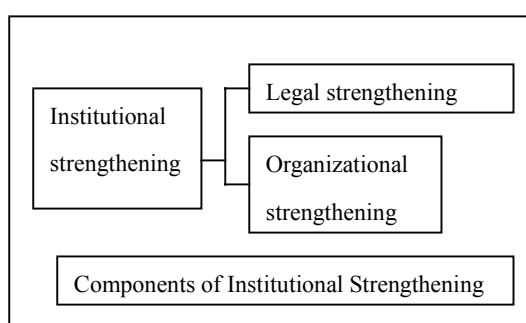 Institutional
strengthening
Legal strengthening
Organizational
strengthening
Components of Institutional Strengthening